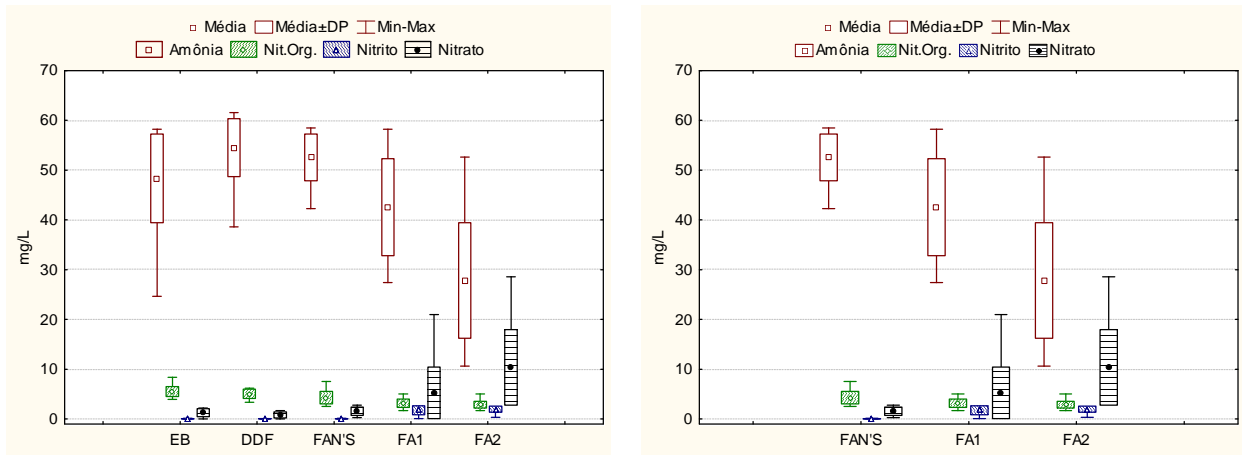 Média Média±DP Min-Max
Amônia Nit.Org. Nitrito Nitrato
70
60
50
40
30
20
10
0
mg/L
EB DDF FAN'S FA1 FA2
Média Média±DP Min-Max
Amônia Nit.Org. Nitrito Nitrato
70
60
50
40
30
20
10
0
mg/L
FAN'S FA1 FA2